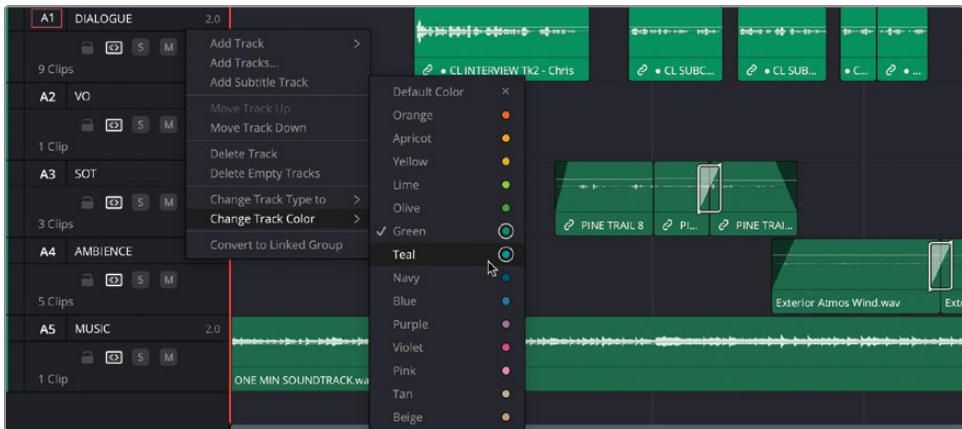 A1 DIALOGUE 2.0
S M
9 Clips
A2 VO
S M
1 Clip
A3 SOT
S M
3 Clips
A4 AMBIENCE
S M
5 Clips
A5 MUSIC 2.0
S M
1 Clip
Add Track >
Add Tracks...
Add Subtitle Track
Move Track Up
Move Track Down
Delete Track
Delete Empty Tracks
Change Track Type to >
Change Track Color >
Convert to Linked Group
Default Color
Orange
Apricot
Yellow
Lime
Olive
Green
Teal
Navy
Blue
Purple
Violet
Pink
Tan
Beige
• CL INTERVIEW Tk2 - Chris
• CL SUBC...
• CL SUB...
• C...
• ...
PINE TRAIL 8
Pi...
PINE TRAI...
Exterior Atmos Wind.wav
Exte
ONE MIN SOUNDTRACK.wa